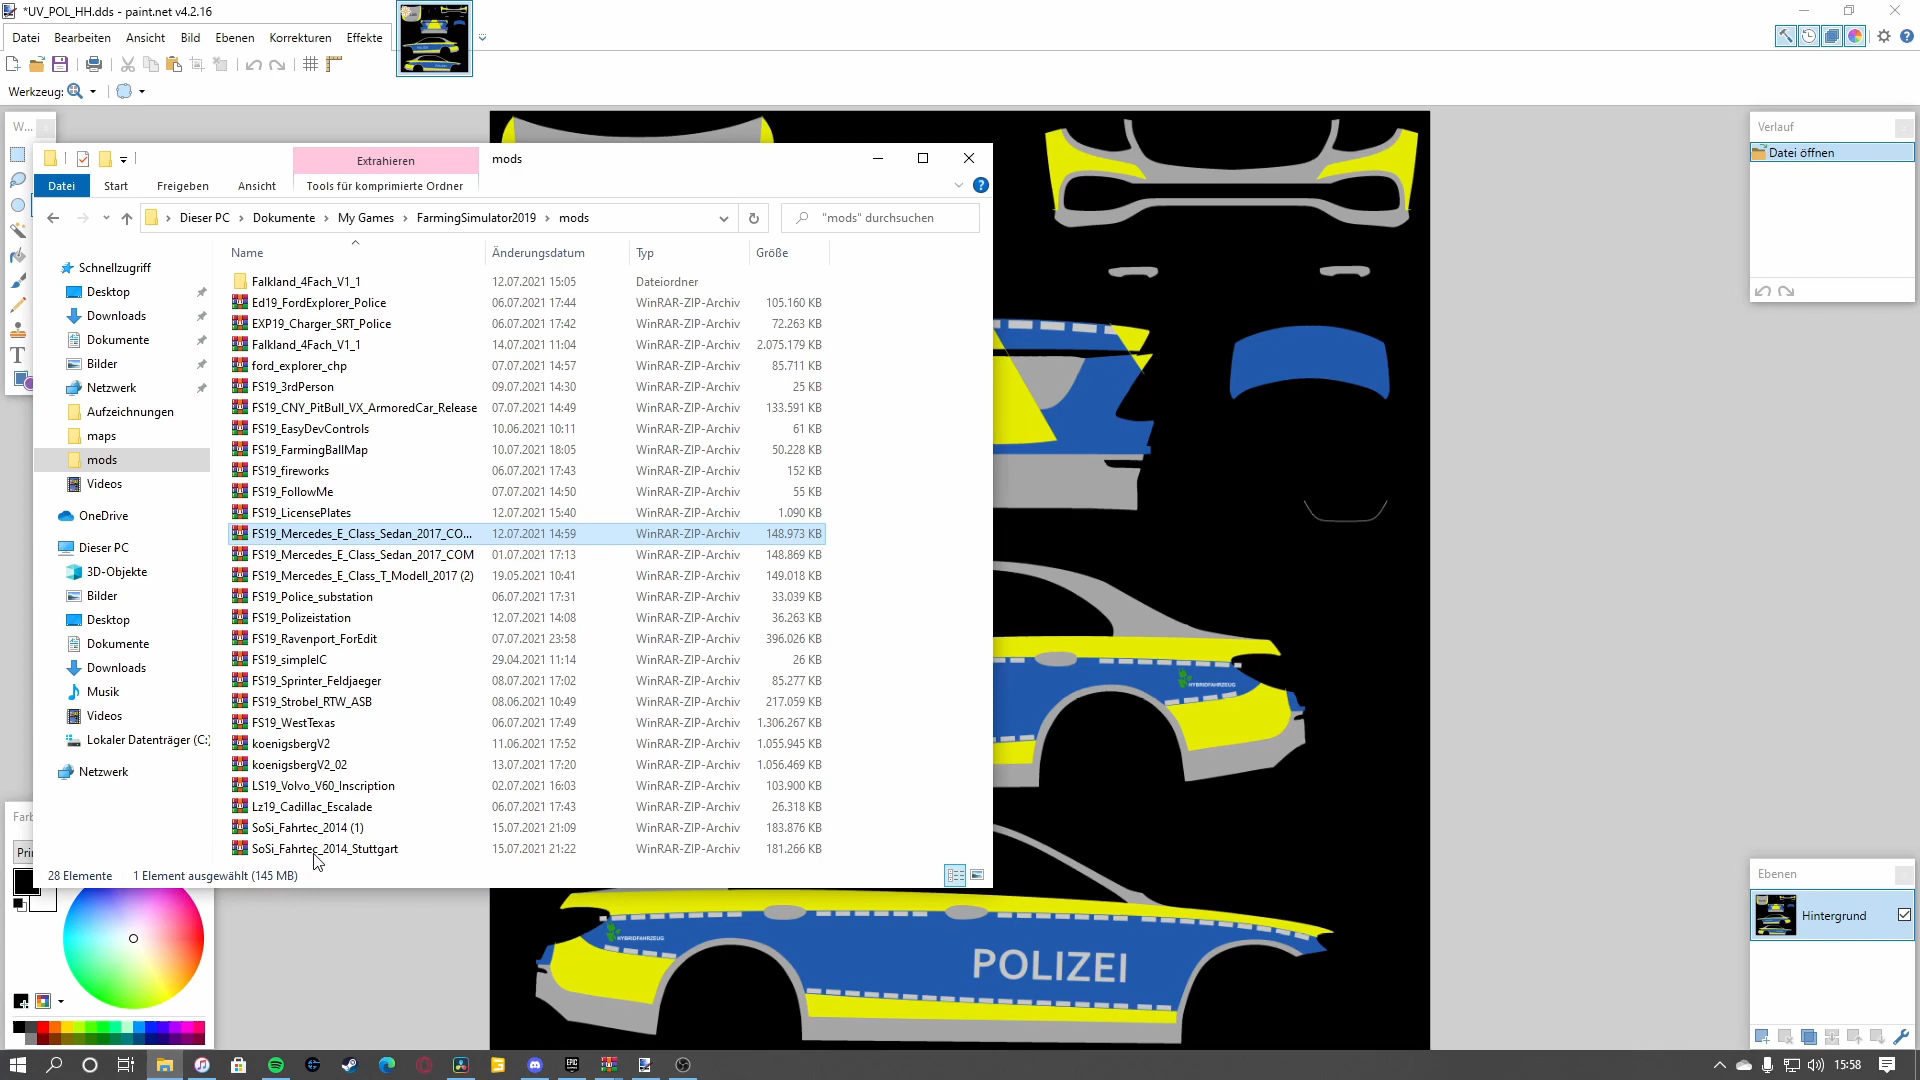 *UV_POL_HH.dds - paint.net v4.2.16
Datei Bearbeiten Ansicht Bild Ebenen Korrekturen Effekte
Werkzeug:
W...
Extrahieren mods
Datei Start Freigeben Ansicht Tools für komprimierte Ordner
Dieser PC Dokumente My Games FarmingSimulator2019 mods
"mods" durchsuchen
Name Änderungsdatum Typ Größe
Schnellzugriff
Desktop
Downloads
Dokumente
Bilder
Netzwerk
Aufzeichnungen
maps
mods
Videos
OneDrive
Dieser PC
3D-Objekte
Bilder
Desktop
Dokumente
Downloads
Musik
Videos
Lokaler Datenträger (C:)
Netzwerk
Falkland_4Fach_V1_1 12.07.2021 15:05 Dateiordner
Ed19_FordExplorer_Police 06.07.2021 17:44 WinRAR-ZIP-Archiv 105.160 KB
EXP19_Charger_SRT_Police 06.07.2021 17:42 WinRAR-ZIP-Archiv 72.263 KB
Falkland_4Fach_V1_1 14.07.2021 11:04 WinRAR-ZIP-Archiv 2.075.179 KB
ford_explorer_chp 07.07.2021 14:57 WinRAR-ZIP-Archiv 85.711 KB
FS19_3rdPerson 09.07.2021 14:30 WinRAR-ZIP-Archiv 25 KB
FS19_CNY_PitBull_VX_ArmoredCar_Release 07.07.2021 14:49 WinRAR-ZIP-Archiv 133.591 KB
FS19_EasyDevControls 10.06.2021 10:11 WinRAR-ZIP-Archiv 61 KB
FS19_FarmingBallMap 10.07.2021 18:05 WinRAR-ZIP-Archiv 50.228 KB
FS19_fireworks 06.07.2021 17:43 WinRAR-ZIP-Archiv 152 KB
FS19_FollowMe 07.07.2021 14:50 WinRAR-ZIP-Archiv 55 KB
FS19_LicensePlates 12.07.2021 15:40 WinRAR-ZIP-Archiv 1.090 KB
FS19_Mercedes_E_Class_Sedan_2017_CO... 12.07.2021 14:59 WinRAR-ZIP-Archiv 148.973 KB
FS19_Mercedes_E_Class_Sedan_2017_COM 01.07.2021 17:13 WinRAR-ZIP-Archiv 148.869 KB
FS19_Mercedes_E_Class_T_Modell_2017 (2) 19.05.2021 10:41 WinRAR-ZIP-Archiv 149.018 KB
FS19_Police_substation 06.07.2021 17:31 WinRAR-ZIP-Archiv 33.039 KB
FS19_Polizeistation 12.07.2021 14:08 WinRAR-ZIP-Archiv 36.263 KB
FS19_Ravenport_ForEdit 07.07.2021 23:58 WinRAR-ZIP-Archiv 396.026 KB
FS19_simpleIC 29.04.2021 11:14 WinRAR-ZIP-Archiv 26 KB
FS19_Sprinter_Feldjaeger 08.07.2021 17:02 WinRAR-ZIP-Archiv 85.277 KB
FS19_Strobel_RTW_ASB 08.06.2021 10:49 WinRAR-ZIP-Archiv 217.059 KB
FS19_WestTexas 06.07.2021 17:49 WinRAR-ZIP-Archiv 1.306.267 KB
koenigsbergV2 11.06.2021 17:52 WinRAR-ZIP-Archiv 1.055.945 KB
koenigsbergV2_02 13.07.2021 17:20 WinRAR-ZIP-Archiv 1.056.469 KB
LS19_Volvo_V60_Inscription 02.07.2021 16:03 WinRAR-ZIP-Archiv 103.900 KB
Lz19_Cadillac_Escalade 06.07.2021 17:43 WinRAR-ZIP-Archiv 26.318 KB
SoSi_Fahrtec_2014 (1) 15.07.2021 21:09 WinRAR-ZIP-Archiv 183.876 KB
SoSi_Fahrtec_2014_Stuttgart 15.07.2021 21:22 WinRAR-ZIP-Archiv 181.266 KB
28 Elemente 1 Element ausgewählt (145 MB)
Verlauf
Datei öffnen
HYBRIDFAHRZEUG
HYBRIDFAHRZEUG
POLIZEI
Farb
Pri
Ebenen
Hintergrund
15:58